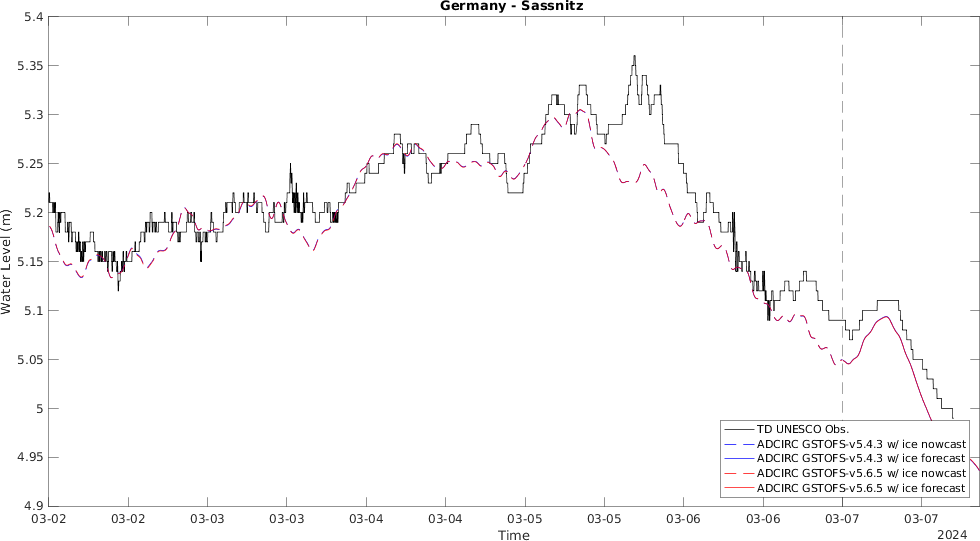 Germany - Sassnitz
5.4
5.35
5.3
5.25
5.2
5.15
5.1
5.05
5
4.95
4.9
Water Level (m)
TD UNESCO Obs.
ADCIRC GSTOFS-v5.4.3 w/ ice nowcast
ADCIRC GSTOFS-v5.4.3 w/ ice forecast
ADCIRC GSTOFS-v5.6.5 w/ ice nowcast
ADCIRC GSTOFS-v5.6.5 w/ ice forecast
03-02 03-02 03-03 03-03 03-04 03-04 03-05 03-05 03-06 03-06 03-07 03-07
Time
2024